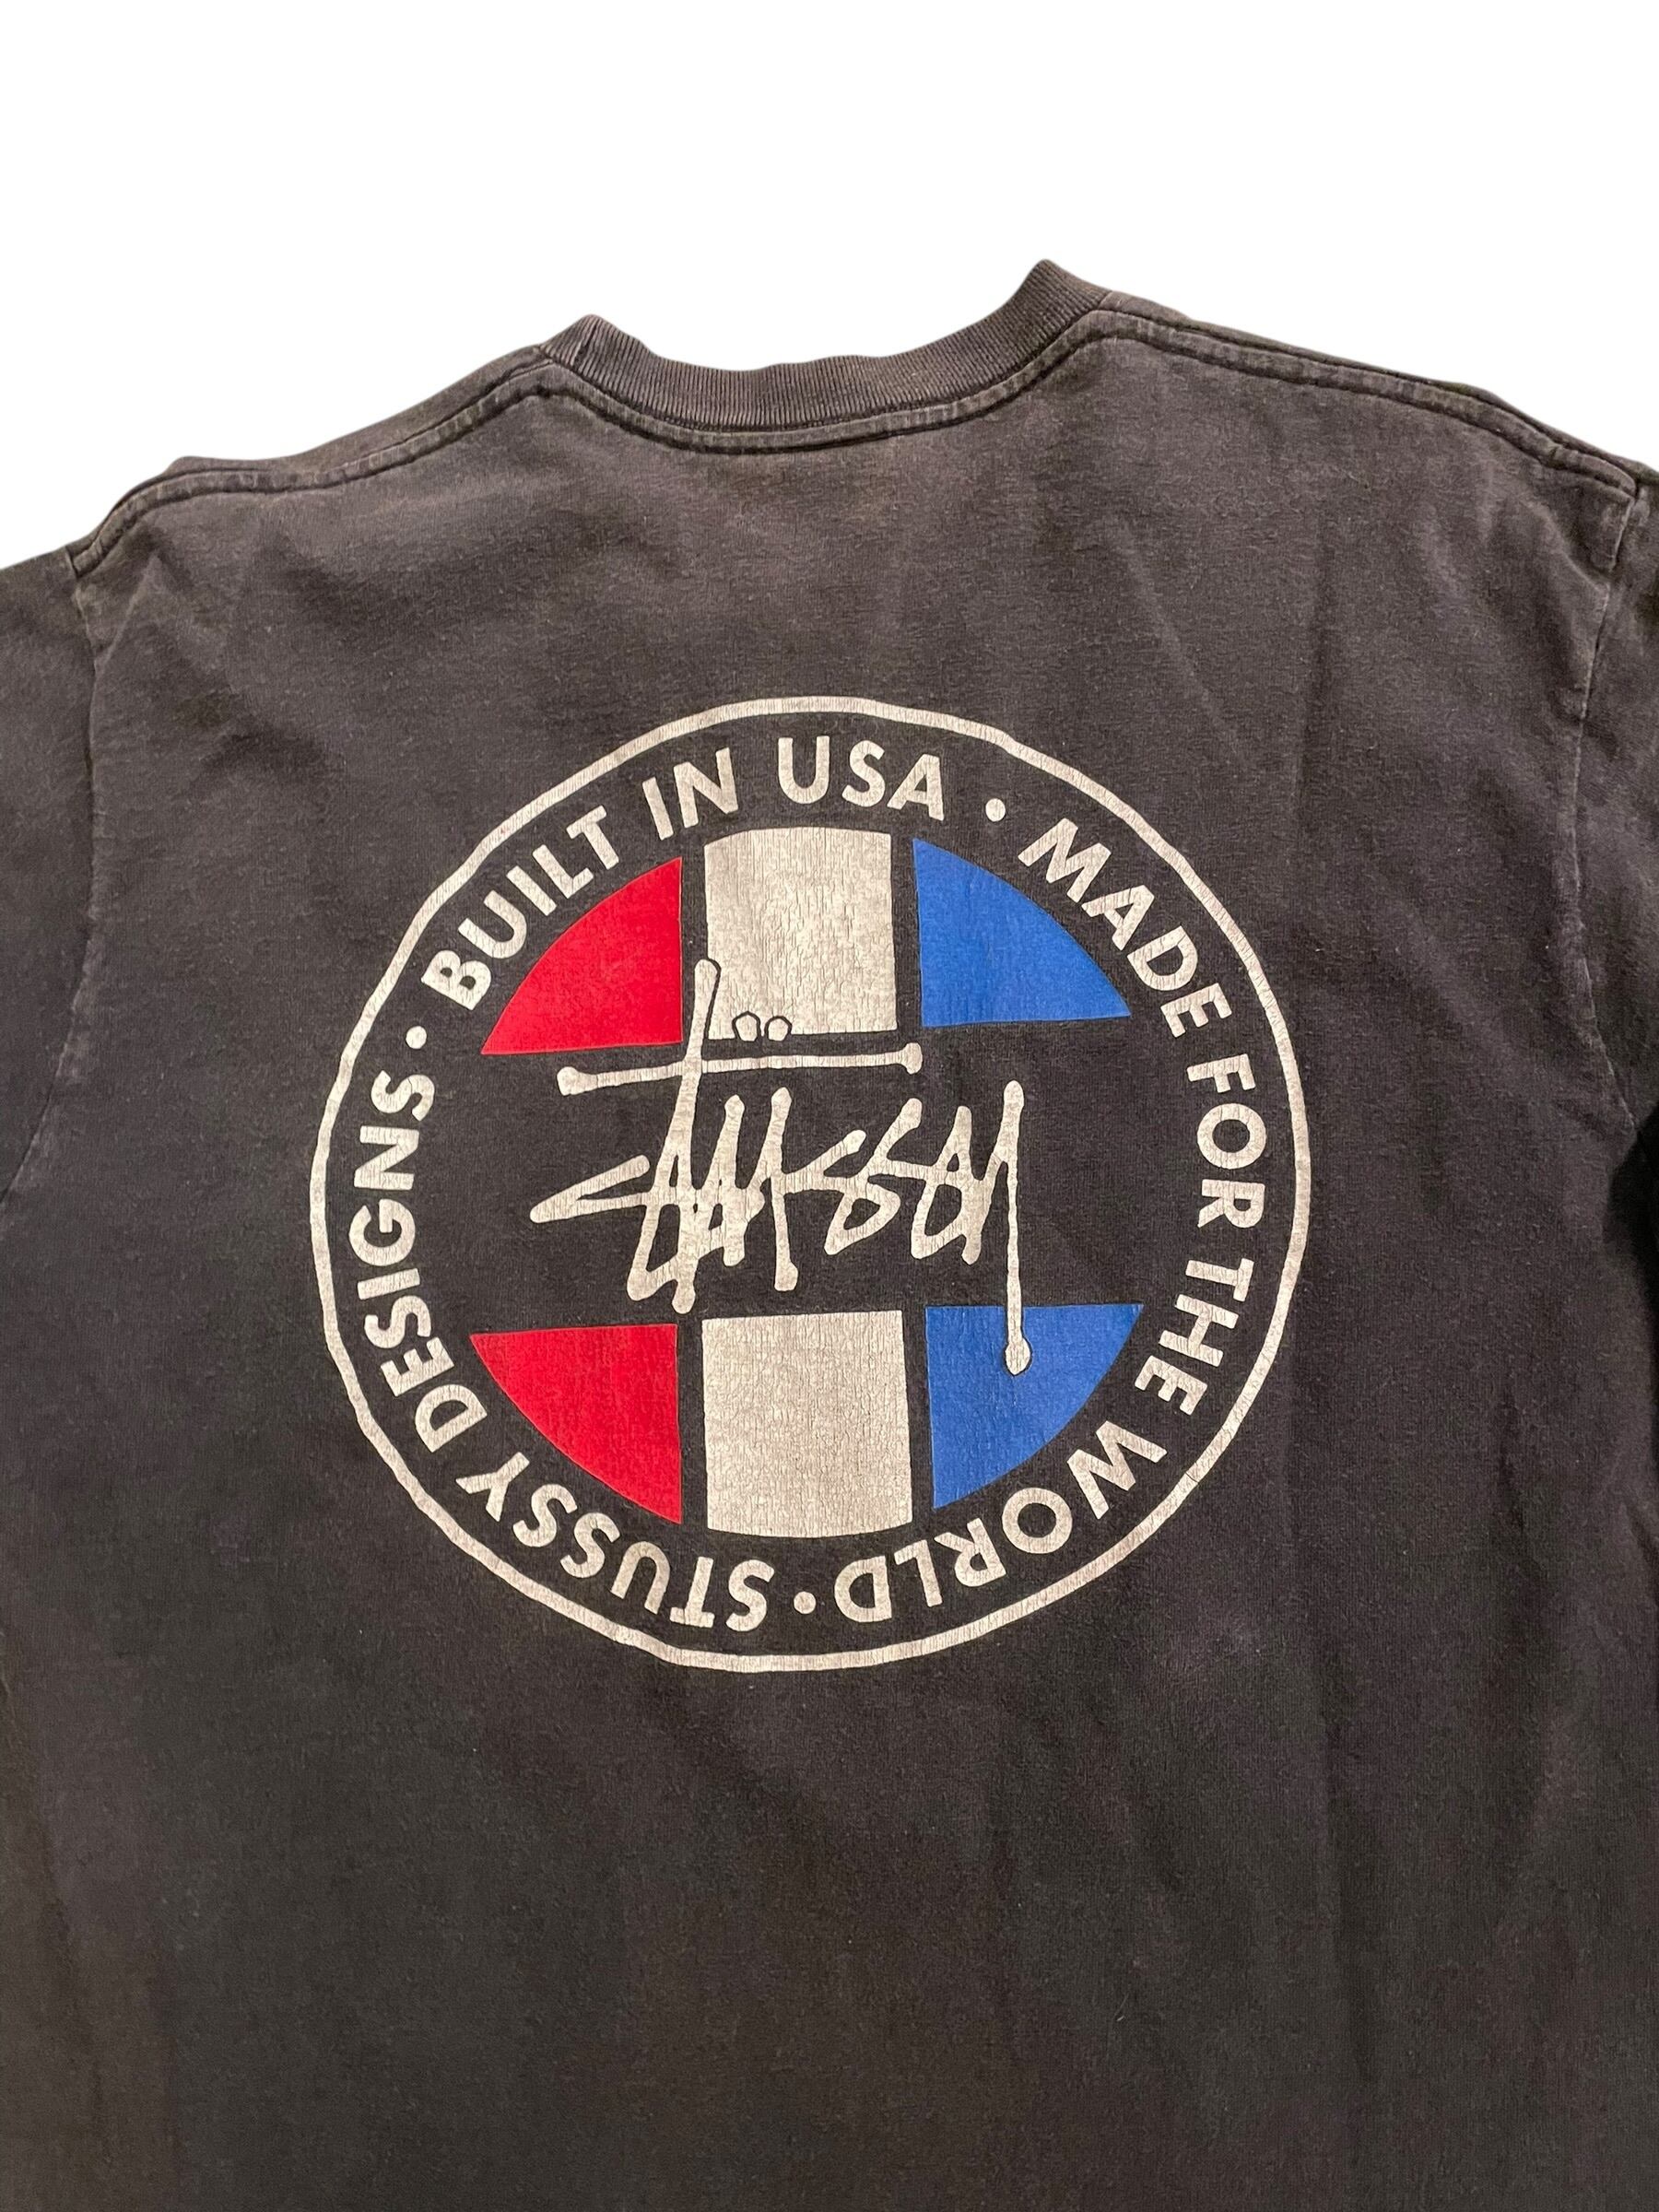 BUILT IN USA • MADE FOR THE WORLD • STUSSY DESIGNS •
Stussy